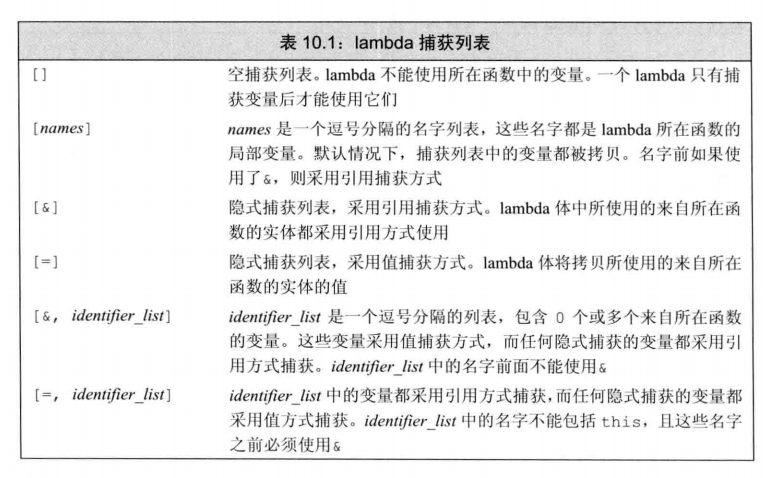 表 10.1：lambda 捕获列表
[] 空捕获列表。lambda 不能使用所在函数中的变量。一个 lambda 只有捕
获变量后才能使用它们
[names] names 是一个逗号分隔的名字列表，这些名字都是 lambda 所在函数的
局部变量。默认情况下，捕获列表中的变量都被拷贝。名字前如果使
用了&，则采用引用捕获方式
[&] 隐式捕获列表，采用引用捕获方式。lambda 体中所使用的来自所在函
数的实体都采用引用方式使用
[=] 隐式捕获列表，采用值捕获方式。lambda 体将拷贝所使用的来自所在
函数的实体的值
[&, identifier_list] identifier_list 是一个逗号分隔的列表，包含 0 个或多个来自所在函数
的变量。这些变量采用值捕获方式，而任何隐式捕获的变量都采用引
用方式捕获。identifier_list 中的名字前面不能使用&
[=, identifier_list] identifier_list 中的变量都采用引用方式捕获，而任何隐式捕获的变量都
采用值方式捕获。identifier_list 中的名字不能包括 this，且这些名字
之前必须使用&